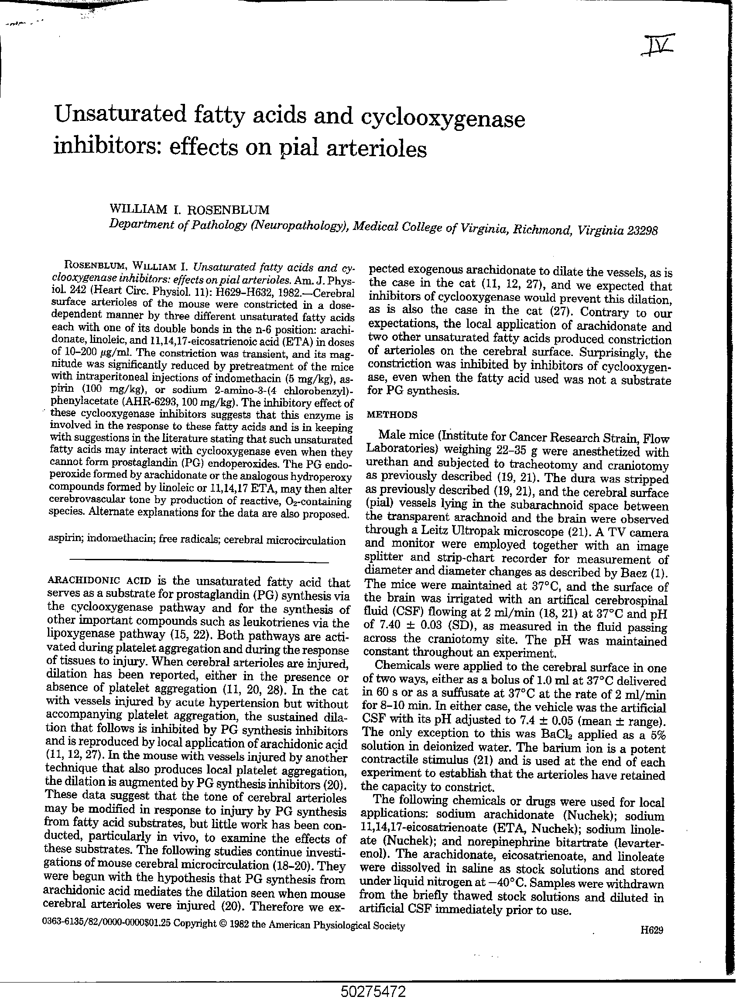 IV
Unsaturated fatty acids and cyclooxygenase
inhibitors: effects on pial arterioles
WILLIAM I. ROSENBLUM
Department of Pathology (Neuropathology), Medical College of Virginia, Richmond, Virginia 23298
ROSENBLUM, WILLIAM I. Unsaturated fatty acids and cy-
clooxygenase inhibitors: effects on pial arterioles. Am. J. Phys-
iol. 242 (Heart Circ. Physiol. 11): H629–H632, 1982.—Cerebral
surface arterioles of the mouse were constricted in a dose-
dependent manner by three different unsaturated fatty acids
each with one of its double bonds in the n-6 position: arachi-
donate, linoleic, and 11,14,17-eicosatrienoic acid (ETA) in doses
of 10–200 μg/ml. The constriction was transient, and its mag-
nitude was significantly reduced by pretreatment of the mice
with intraperitoneal injections of indomethacin (5 mg/kg), as-
pirin (100 mg/kg), or sodium 2-amino-3-(4 chlorobenzyl)-
phenylacetate (AHR-6293, 100 mg/kg). The inhibitory effect of
these cyclooxygenase inhibitors suggests that this enzyme is
involved in the response to these fatty acids and is in keeping
with suggestions in the literature stating that such unsaturated
fatty acids may interact with cyclooxygenase even when they
cannot form prostaglandin (PG) endoperoxides. The PG endo-
peroxide formed by arachidonate or the analogous hydroperoxy
compounds formed by linoleic or 11,14,17 ETA, may then alter
cerebrovascular tone by production of reactive, O₂-containing
species. Alternate explanations for the data are also proposed.
aspirin; indomethacin; free radicals; cerebral microcirculation
ARACHIDONIC ACID is the unsaturated fatty acid that
serves as a substrate for prostaglandin (PG) synthesis via
the cyclooxygenase pathway and for the synthesis of
other important compounds such as leukotrienes via the
lipoxygenase pathway (15, 22). Both pathways are acti-
vated during platelet aggregation and during the response
of tissues to injury. When cerebral arterioles are injured,
dilation has been reported, either in the presence or
absence of platelet aggregation (11, 20, 28). In the cat
with vessels injured by acute hypertension but without
accompanying platelet aggregation, the sustained dila-
tion that follows is inhibited by PG synthesis inhibitors
and is reproduced by local application of arachidonic acid
(11, 12, 27). In the mouse with vessels injured by another
technique that also produces local platelet aggregation,
the dilation is augmented by PG synthesis inhibitors (20).
These data suggest that the tone of cerebral arterioles
may be modified in response to injury by PG synthesis
from fatty acid substrates, but little work has been con-
ducted, particularly in vivo, to examine the effects of
these substrates. The following studies continue investi-
gations of mouse cerebral microcirculation (18–20). They
were begun with the hypothesis that PG synthesis from
arachidonic acid mediates the dilation seen when mouse
cerebral arterioles were injured (20). Therefore we ex-
pected exogenous arachidonate to dilate the vessels, as is
the case in the cat (11, 12, 27), and we expected that
inhibitors of cyclooxygenase would prevent this dilation,
as is also the case in the cat (27). Contrary to our
expectations, the local application of arachidonate and
two other unsaturated fatty acids produced constriction
of arterioles on the cerebral surface. Surprisingly, the
constriction was inhibited by inhibitors of cyclooxygen-
ase, even when the fatty acid used was not a substrate
for PG synthesis.
METHODS
Male mice (Institute for Cancer Research Strain, Flow
Laboratories) weighing 22–35 g were anesthetized with
urethan and subjected to tracheotomy and craniotomy
as previously described (19, 21). The dura was stripped
as previously described (19, 21), and the cerebral surface
(pial) vessels lying in the subarachnoid space between
the transparent arachnoid and the brain were observed
through a Leitz Ultropak microscope (21). A TV camera
and monitor were employed together with an image
splitter and strip-chart recorder for measurement of
diameter and diameter changes as described by Baez (1).
The mice were maintained at 37°C, and the surface of
the brain was irrigated with an artifical cerebrospinal
fluid (CSF) flowing at 2 ml/min (18, 21) at 37°C and pH
of 7.40 ± 0.03 (SD), as measured in the fluid passing
across the craniotomy site. The pH was maintained
constant throughout an experiment.
Chemicals were applied to the cerebral surface in one
of two ways, either as a bolus of 1.0 ml at 37°C delivered
in 60 s or as a suffusate at 37°C at the rate of 2 ml/min
for 8–10 min. In either case, the vehicle was the artificial
CSF with its pH adjusted to 7.4 ± 0.05 (mean ± range).
The only exception to this was BaCl₂ applied as a 5%
solution in deionized water. The barium ion is a potent
contractile stimulus (21) and is used at the end of each
experiment to establish that the arterioles have retained
the capacity to constrict.
The following chemicals or drugs were used for local
applications: sodium arachidonate (Nuchek); sodium
11,14,17-eicosatrienoate (ETA, Nuchek); sodium linole-
ate (Nuchek); and norepinephrine bitartrate (levarter-
enol). The arachidonate, eicosatrienoate, and linoleate
were dissolved in saline as stock solutions and stored
under liquid nitrogen at −40°C. Samples were withdrawn
from the briefly thawed stock solutions and diluted in
artificial CSF immediately prior to use.
0363-6135/82/0000-0000$01.25 Copyright © 1982 the American Physiological Society
H629
50275472